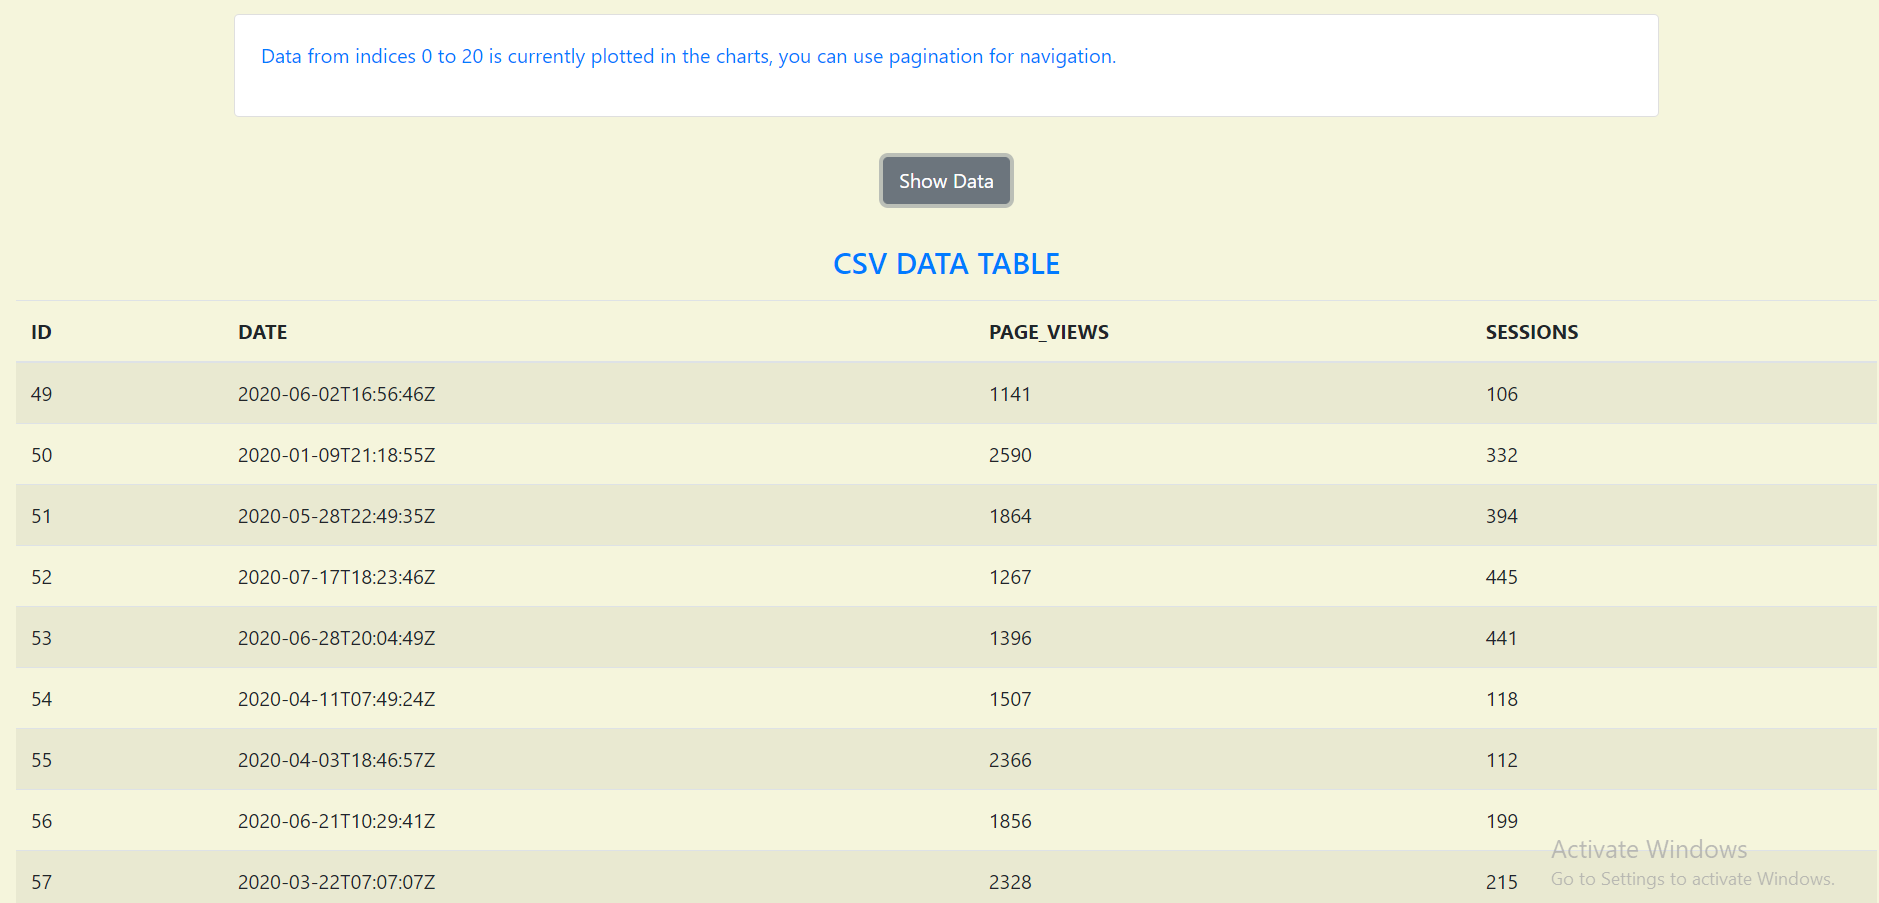 Data from indices 0 to 20 is currently plotted in the charts, you can use pagination for navigation.
Show Data
CSV DATA TABLE
ID DATE PAGE_VIEWS SESSIONS
49 2020-06-02T16:56:46Z 1141 106
50 2020-01-09T21:18:55Z 2590 332
51 2020-05-28T22:49:35Z 1864 394
52 2020-07-17T18:23:46Z 1267 445
53 2020-06-28T20:04:49Z 1396 441
54 2020-04-11T07:49:24Z 1507 118
55 2020-04-03T18:46:57Z 2366 112
56 2020-06-21T10:29:41Z 1856 199
57 2020-03-22T07:07:07Z 2328 215
Activate Windows
Go to Settings to activate Windows.